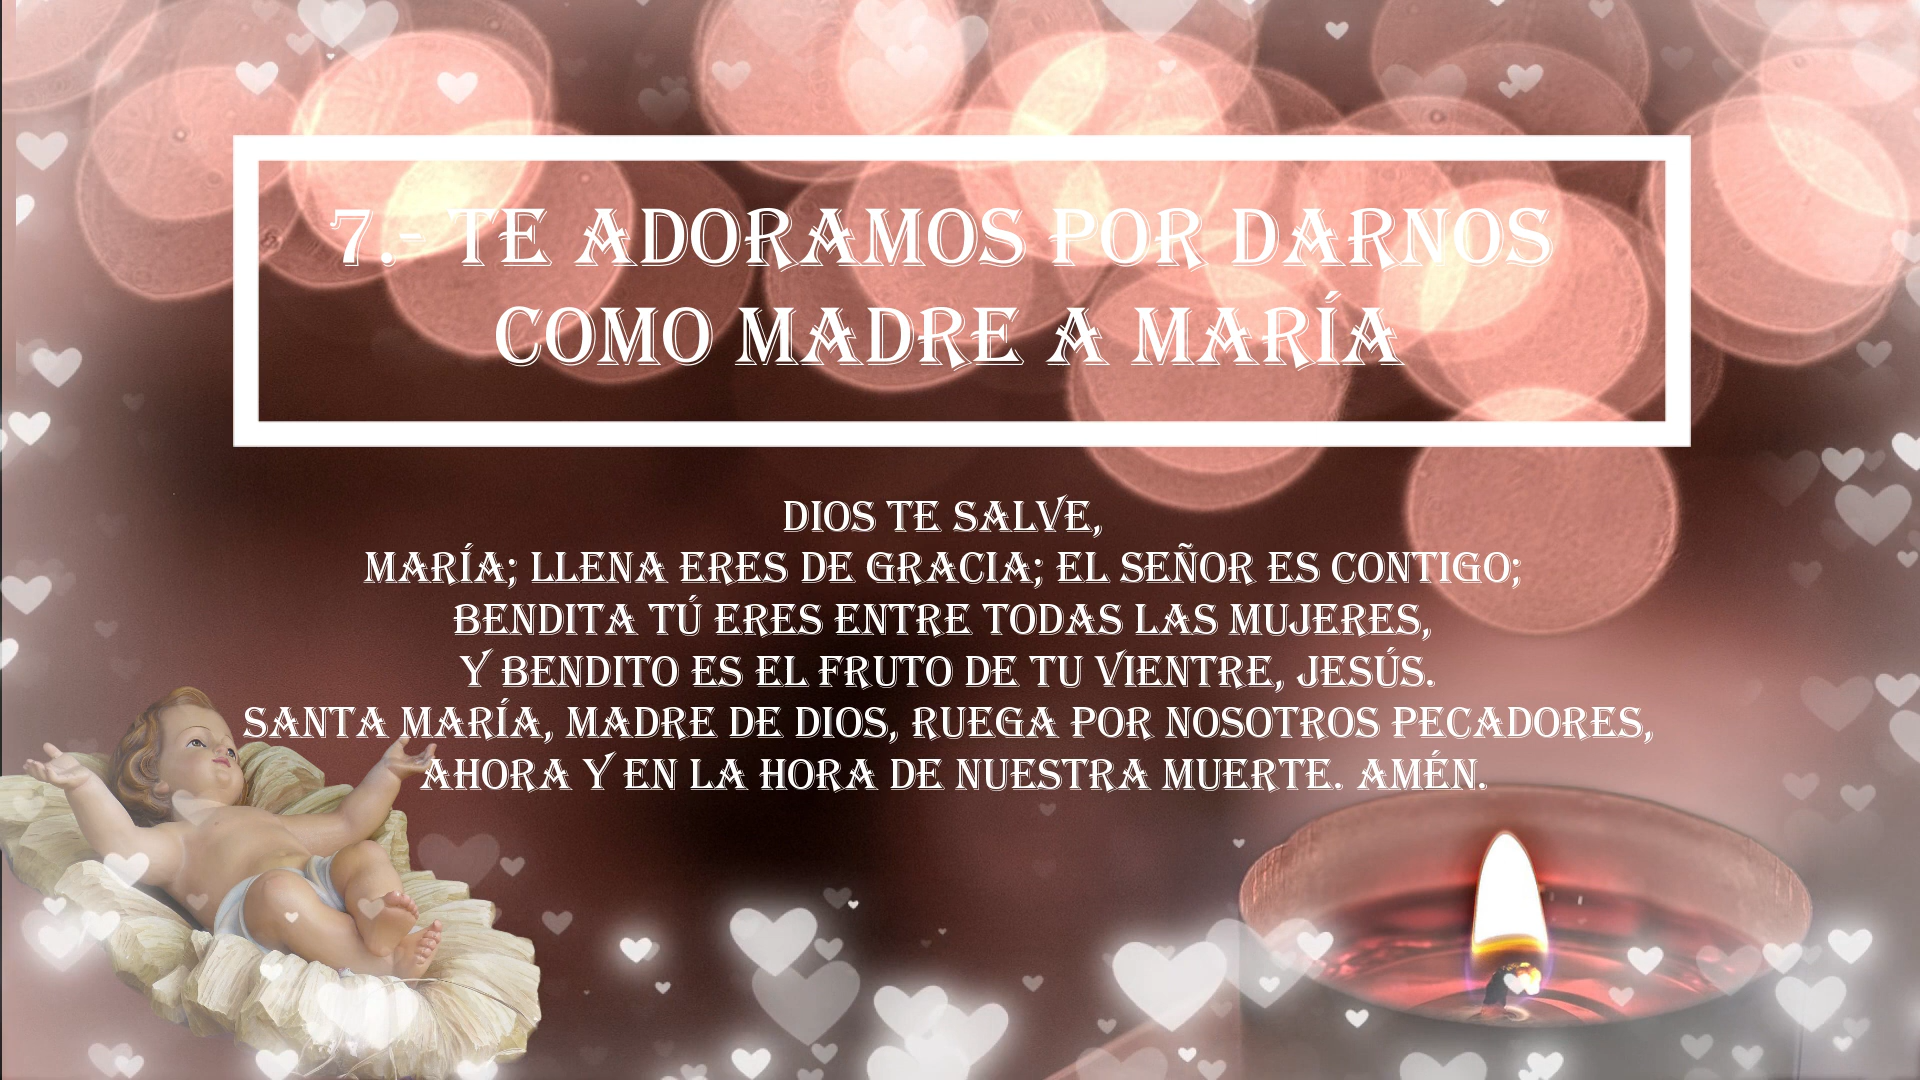 7.- TE ADORAMOS POR DARNOS
COMO MADRE A MARÍA
DIOS TE SALVE,
MARÍA; LLENA ERES DE GRACIA; EL SEÑOR ES CONTIGO;
BENDITA TÚ ERES ENTRE TODAS LAS MUJERES,
Y BENDITO ES EL FRUTO DE TU VIENTRE, JESÚS.
SANTA MARÍA, MADRE DE DIOS, RUEGA POR NOSOTROS PECADORES,
AHORA Y EN LA HORA DE NUESTRA MUERTE. AMÉN.